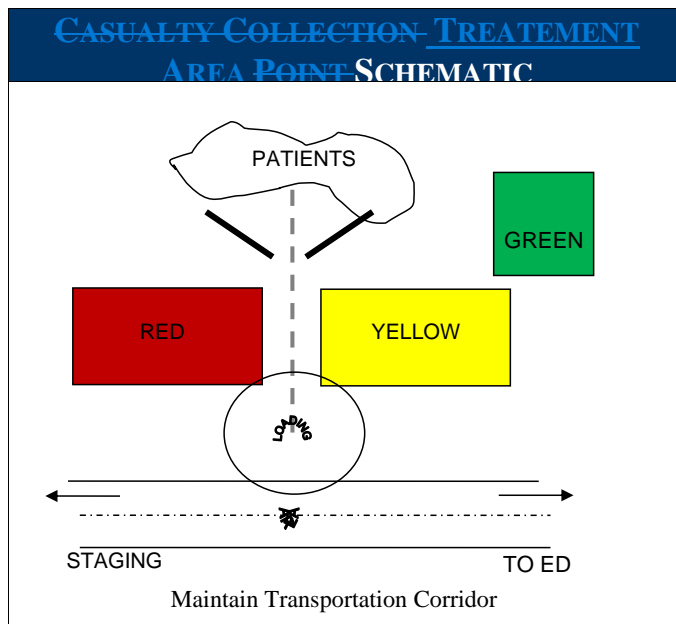 CASUALTY COLLECTION TREATEMENT
AREA POINT SCHEMATIC
PATIENTS
GREEN
RED
YELLOW
LOADING
STAGING
TO ED
Maintain Transportation Corridor